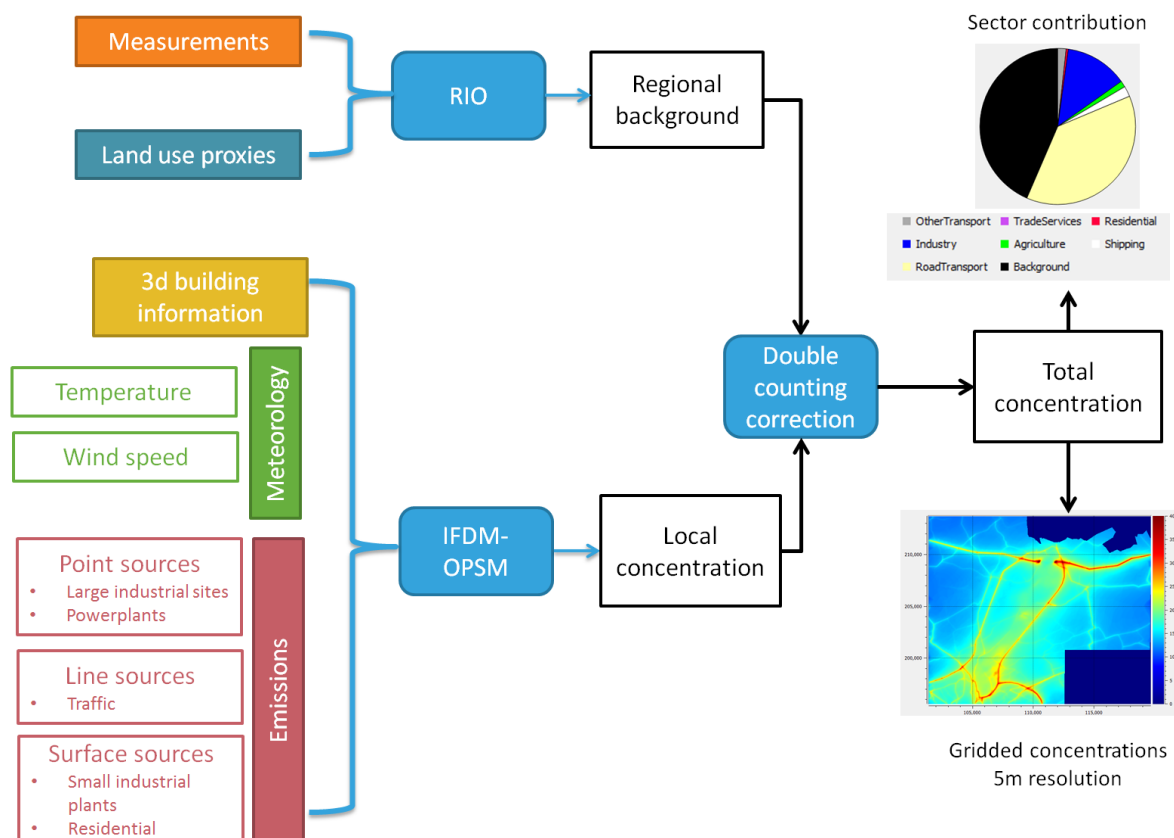 Sector contribution
Measurements
RIO
Regional
background
Land use proxies
OtherTransport
TradeServices
Residential
Industry
Agriculture
Shipping
RoadTransport
Background
3d building
information
Temperature
Wind speed
Meteorology
Double
counting
correction
Total
concentration
Point sources
• Large industrial sites
• Powerplants
Line sources
• Traffic
Surface sources
• Small industrial
plants
• Residential
Emissions
IFDM-
OPSM
Local
concentration
210,000
205,000
200,000
105,000
110,000
115,000
Gridded concentrations
5m resolution